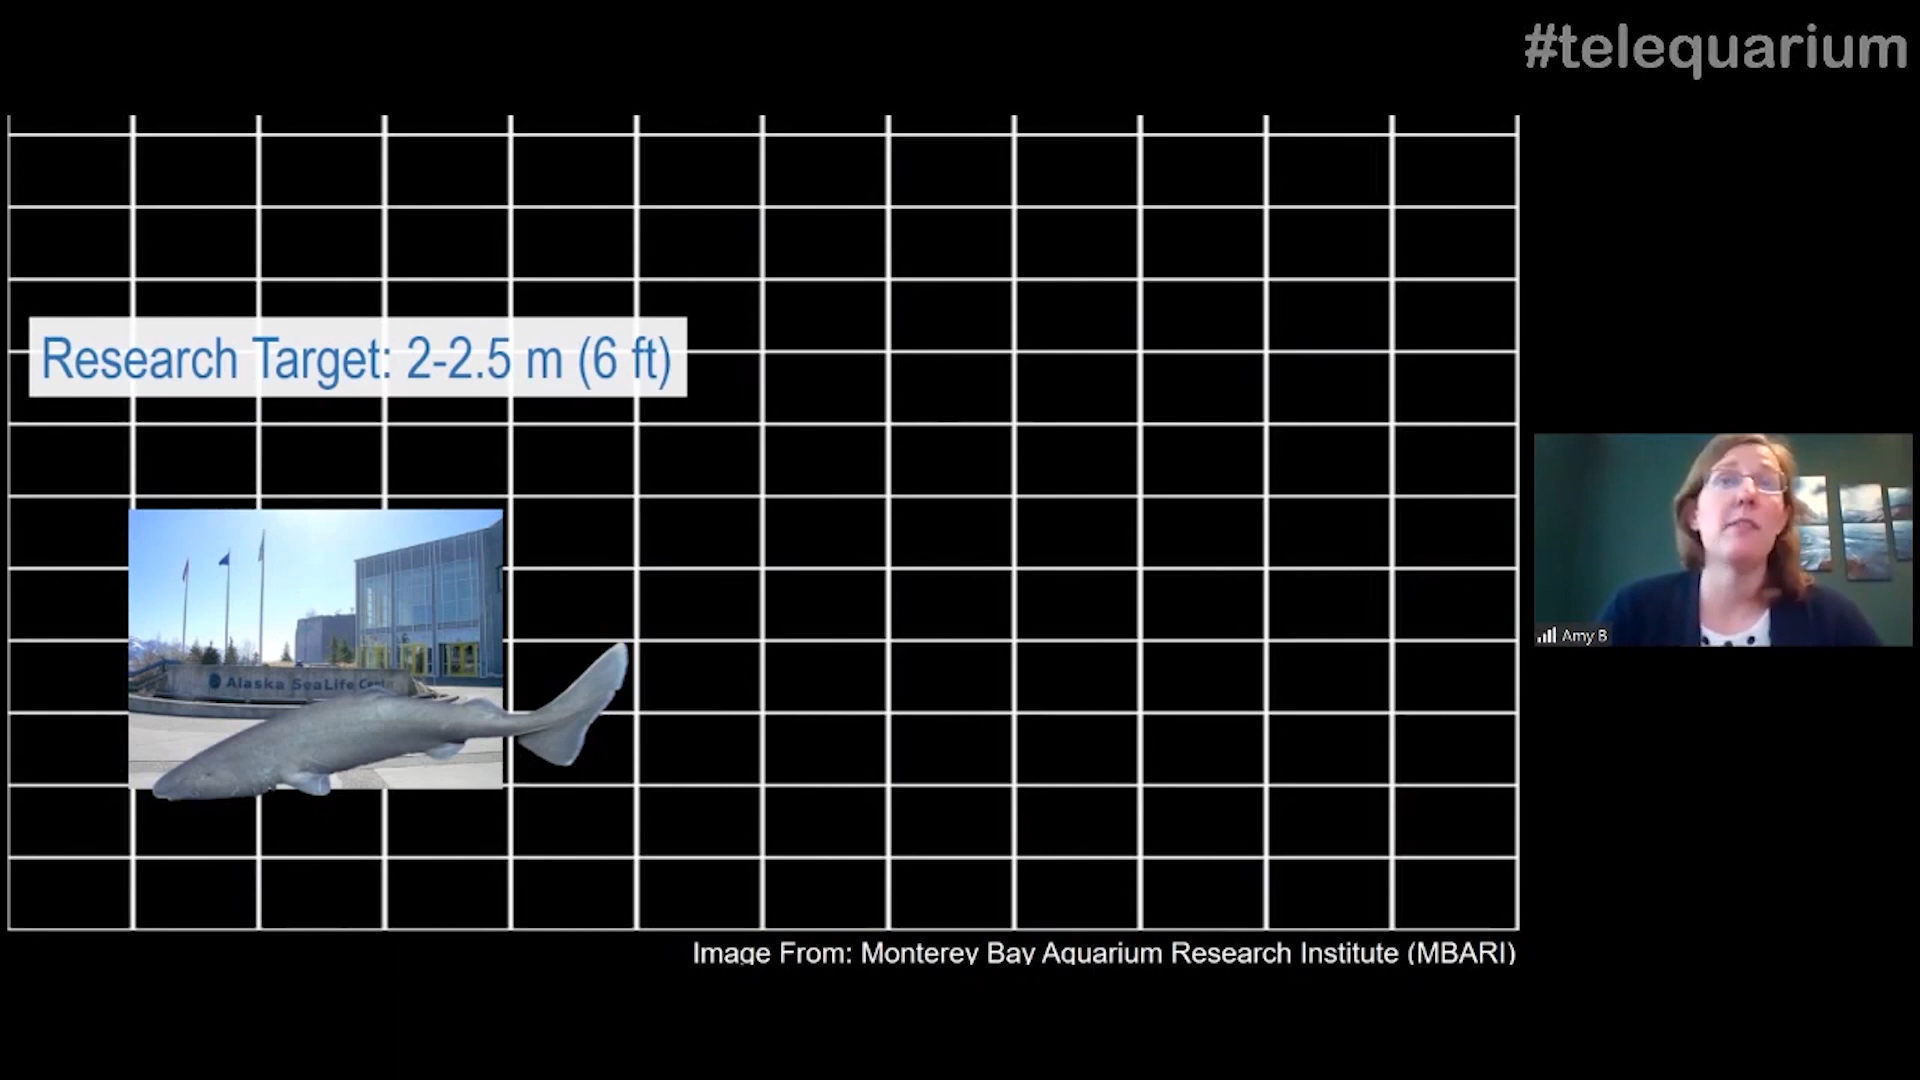 #telequarium
Research Target: 2-2.5 m (6 ft)
Alaska SeaLife
Amy B
Image From: Monterey Bay Aquarium Research Institute (MBARI)